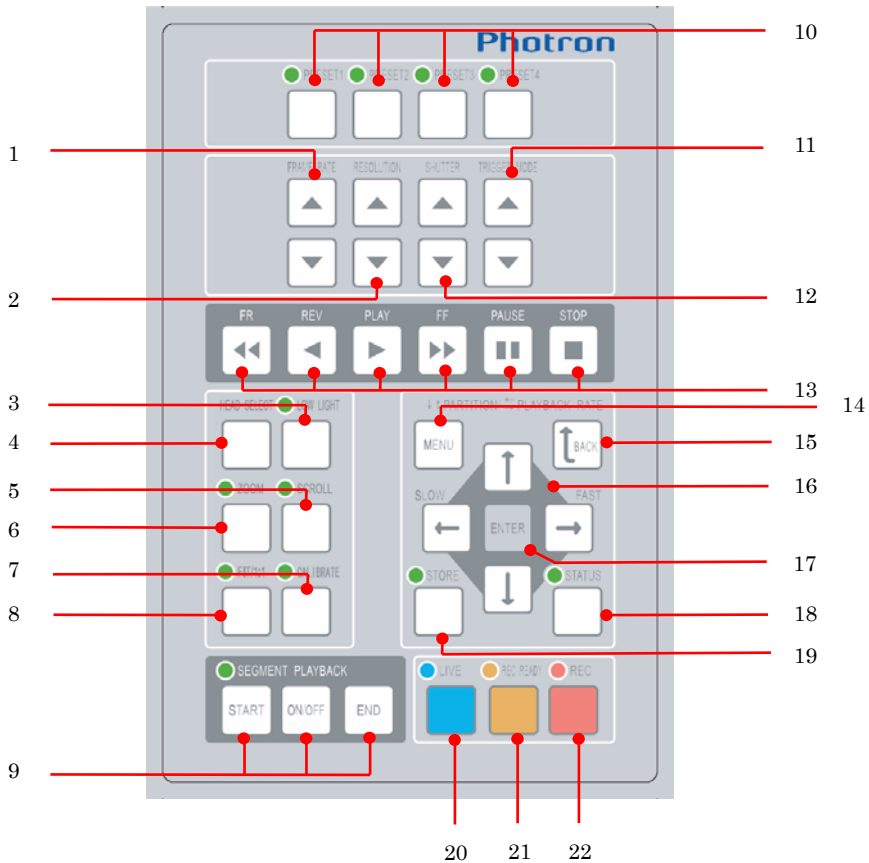 10
Photron
PRESET1 PRESET2 PRESET3 PRESET4
1
11
FRAME RATE RESOLUTION SHUTTER TRIGGER MODE
2
12
FR REV PLAY FF PAUSE STOP
13
3
14
HEAD SELECT LOW LIGHT
PARTITION/ PLAYBACK RATE
4
MENU
BACK
15
5
ZOOM SCROLL
16
SLOW
FAST
6
ENTER
17
7
FIT/1:1 CALIBRATE
STORE
STATUS
8
18
19
SEGMENT PLAYBACK
LIVE REC READY REC
START ON/OFF END
9
20 21 22